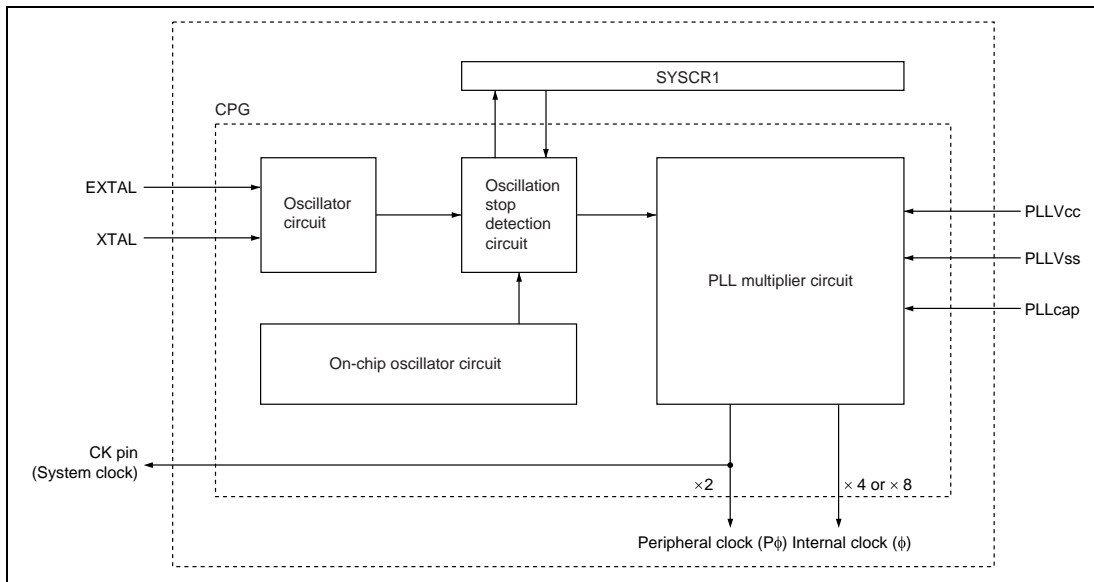 SYSCR1
CPG
EXTAL
XTAL
Oscillator
circuit
Oscillation
stop
detection
circuit
PLL multiplier circuit
PLLVcc
PLLVss
PLLcap
On-chip oscillator circuit
CK pin
(System clock)
×2
× 4 or × 8
Peripheral clock (Pϕ) Internal clock (ϕ)